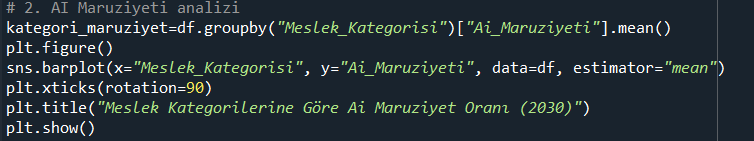 # 2. AI Maruziyeti analizi
kategori_maruziyet=df.groupby("Meslek_Kategorisi")["Ai_Maruziyeti"].mean()
plt.figure()
sns.barplot(x="Meslek_Kategorisi", y="Ai_Maruziyeti", data=df, estimator="mean")
plt.xticks(rotation=90)
plt.title("Meslek Kategorilerine Göre Ai Maruziyet Oranı (2030)")
plt.show()